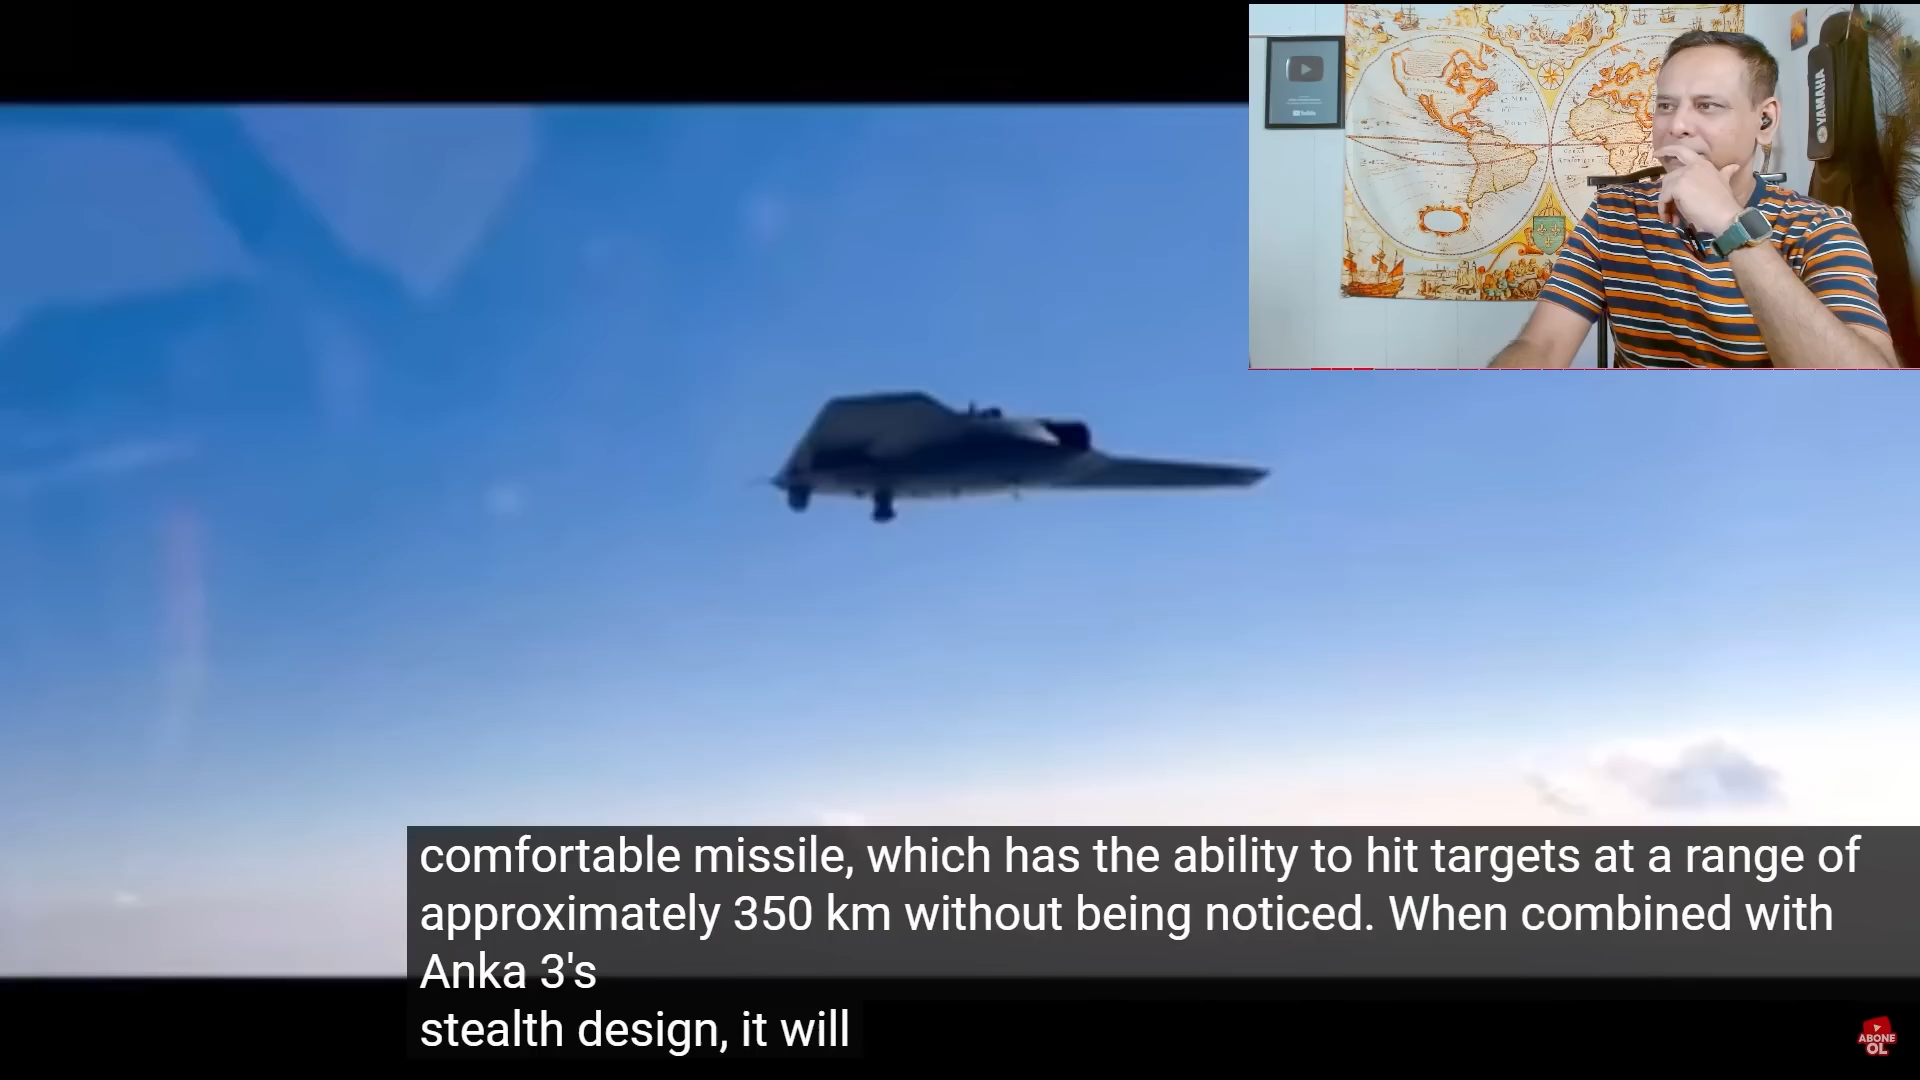 YAMAHA
comfortable missile, which has the ability to hit targets at a range of
approximately 350 km without being noticed. When combined with
Anka 3's
stealth design, it will
ABONE
OL